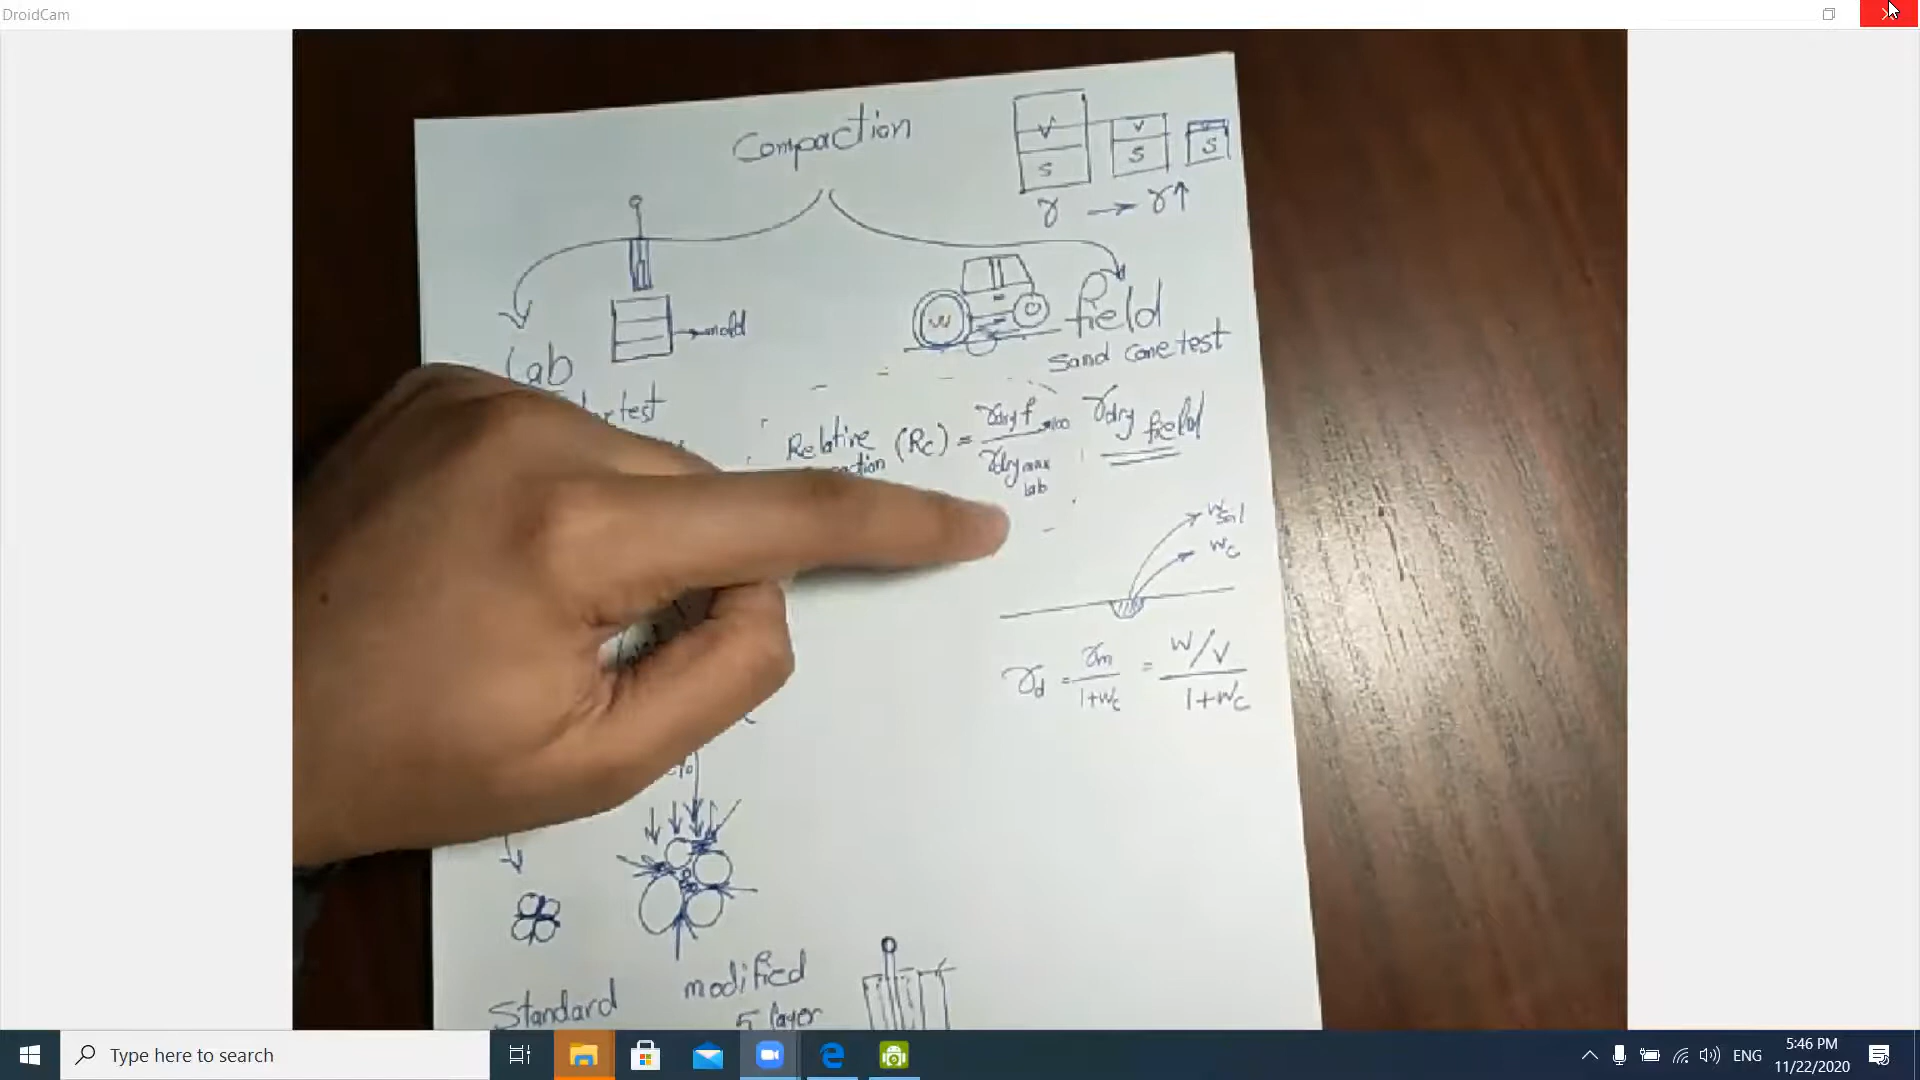 DroidCam
Compaction
V
S
V
S
S
γ → γ↑
mold
W
Lab
field
Sand cone test
test
Relative (Rc) = γdry f / γdry max lab × 100
γdry field
Wsoil
Wc
γd = γm / 1+Wc = W/V / 1+Wc
Standard
modified
5 layer
Type here to search
ENG
5:46 PM
11/22/2020